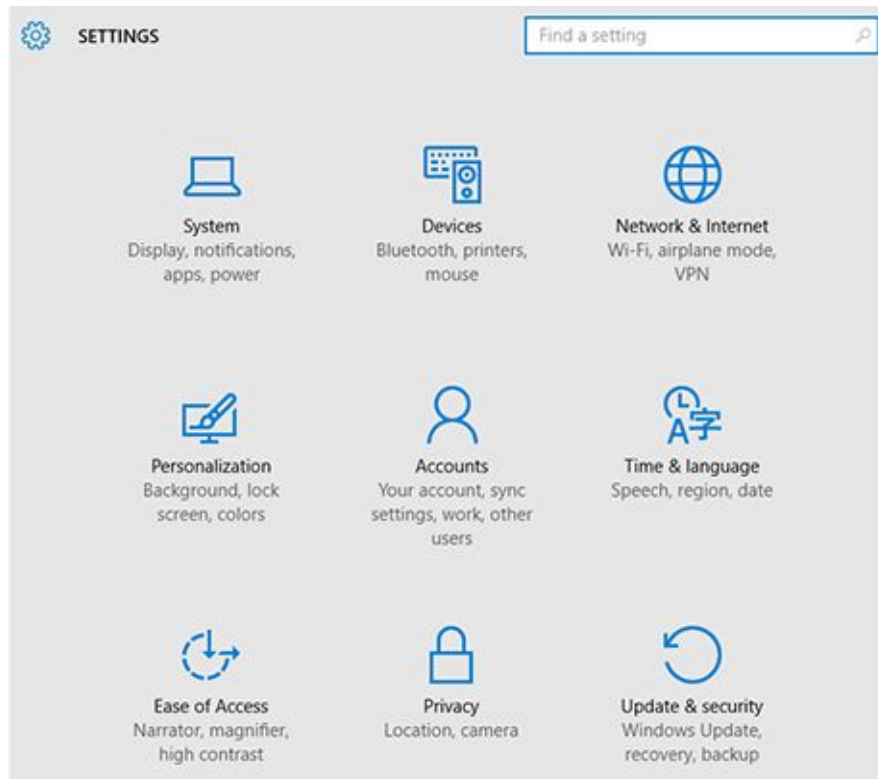 SETTINGS
Find a setting
System
Display, notifications,
apps, power
Devices
Bluetooth, printers,
mouse
Network & Internet
Wi-Fi, airplane mode,
VPN
Personalization
Background, lock
screen, colors
Accounts
Your account, sync
settings, work, other
users
A字
Time & language
Speech, region, date
Ease of Access
Narrator, magnifier,
high contrast
Privacy
Location, camera
Update & security
Windows Update,
recovery, backup